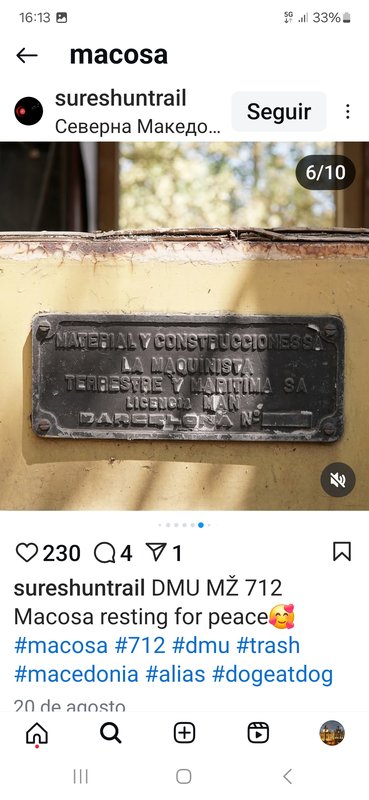 16:13
5G
33%
macosa
sureshuntrail
Северна Македо...
Seguir
6/10
MATERIAL Y CONSTRUCCIONES SA
LA MAQUINISTA
TERRESTRE Y MARITIMA SA
LICENCIA MAN
BARCELONA Nº
230
4
1
sureshuntrail DMU MŽ 712
Macosa resting for peace🥰
#macosa #712 #dmu #trash
#macedonia #alias #dogeatdog
20 de agosto